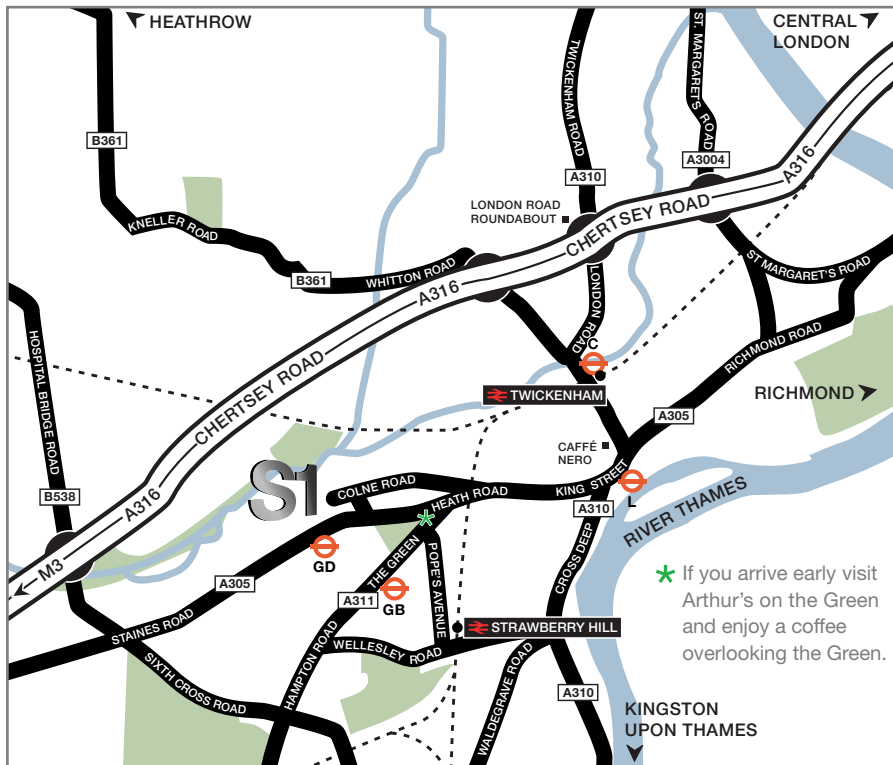 HEATHROW
CENTRAL
LONDON
TWICKENHAM ROAD
ST. MARGARET'S ROAD
B361
A310
A3004
A316
LONDON ROAD
ROUNDABOUT
CHERTSEY ROAD
KNELLER ROAD
B361
WHITTON ROAD
A316
LONDON ROAD
ST MARGARET'S ROAD
HOSPITAL BRIDGE ROAD
RICHMOND ROAD
C
TWICKENHAM
RICHMOND
CHERTSEY ROAD
A305
CAFFÉ
NERO
S1
COLNE ROAD
HEATH ROAD
KING STREET
L
B538
A316
A310
RIVER THAMES
GD
THE GREEN
POPE'S AVENUE
CROSS DEEP
M3
A305
A311
GB
If you arrive early visit
Arthur's on the Green
and enjoy a coffee
overlooking the Green.
STAINES ROAD
STRAWBERRY HILL
HAMPTON ROAD
WELLESLEY ROAD
SIXTH CROSS ROAD
WALDEGRAVE ROAD
A310
KINGSTON
UPON THAMES